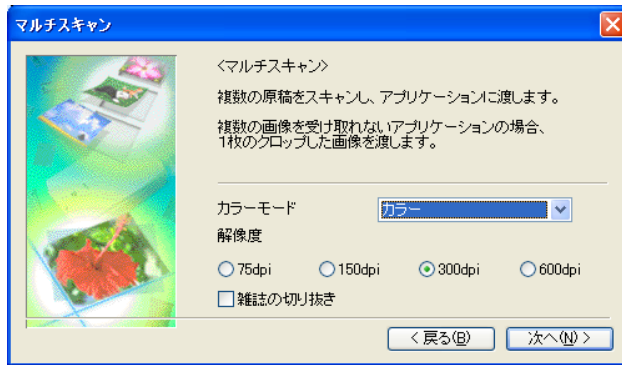 マルチスキャン
<マルチスキャン>
複数の原稿をスキャンし、アプリケーションに渡します。
複数の画像を受け取れないアプリケーションの場合、
1枚のクロップした画像を渡します。
カラーモード カラー
解像度
75dpi 150dpi 300dpi 600dpi
雑誌の切り抜き
< 戻る(B) 次へ(N) >